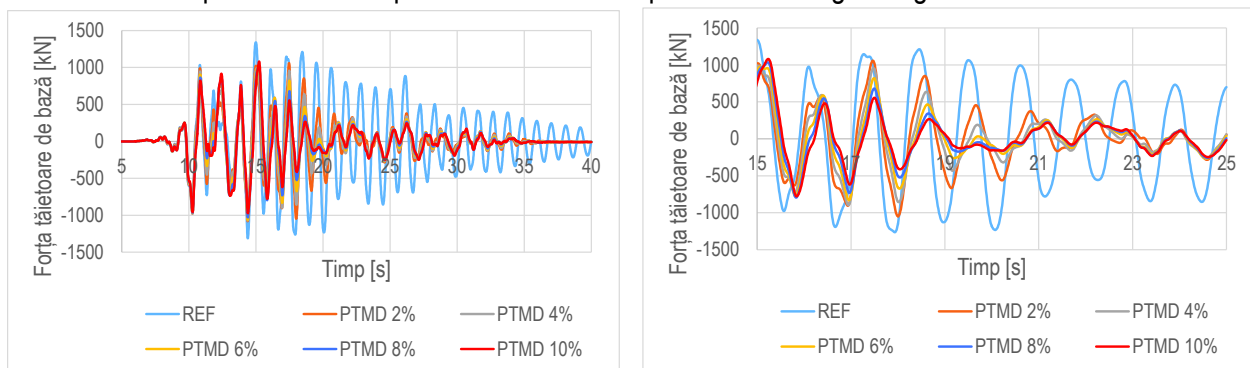 1500
1000
500
0
-500
-1000
-1500
5 10 15 20 25 30 35 40
Forța tăietoare de bază [kN]
Timp [s]
REF PTMD 2% PTMD 4%
PTMD 6% PTMD 8% PTMD 10%
1500
1000
500
0
-500
-1000
-1500
15 17 19 21 23 25
Forța tăietoare de bază [kN]
Timp [s]
REF PTMD 2% PTMD 4%
PTMD 6% PTMD 8% PTMD 10%